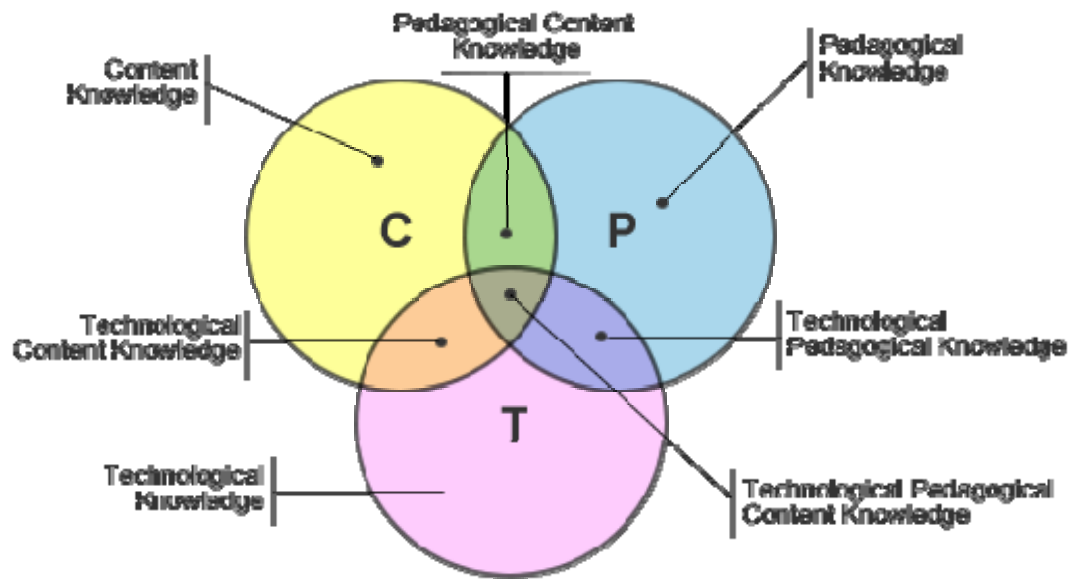 Pedagogical Content
Knowledge
Content
Knowledge
Pedagogical
Knowledge
C
P
Technological
Content Knowledge
Technological
Pedagogical Knowledge
T
Technological
Knowledge
Technological Pedagogical
Content Knowledge